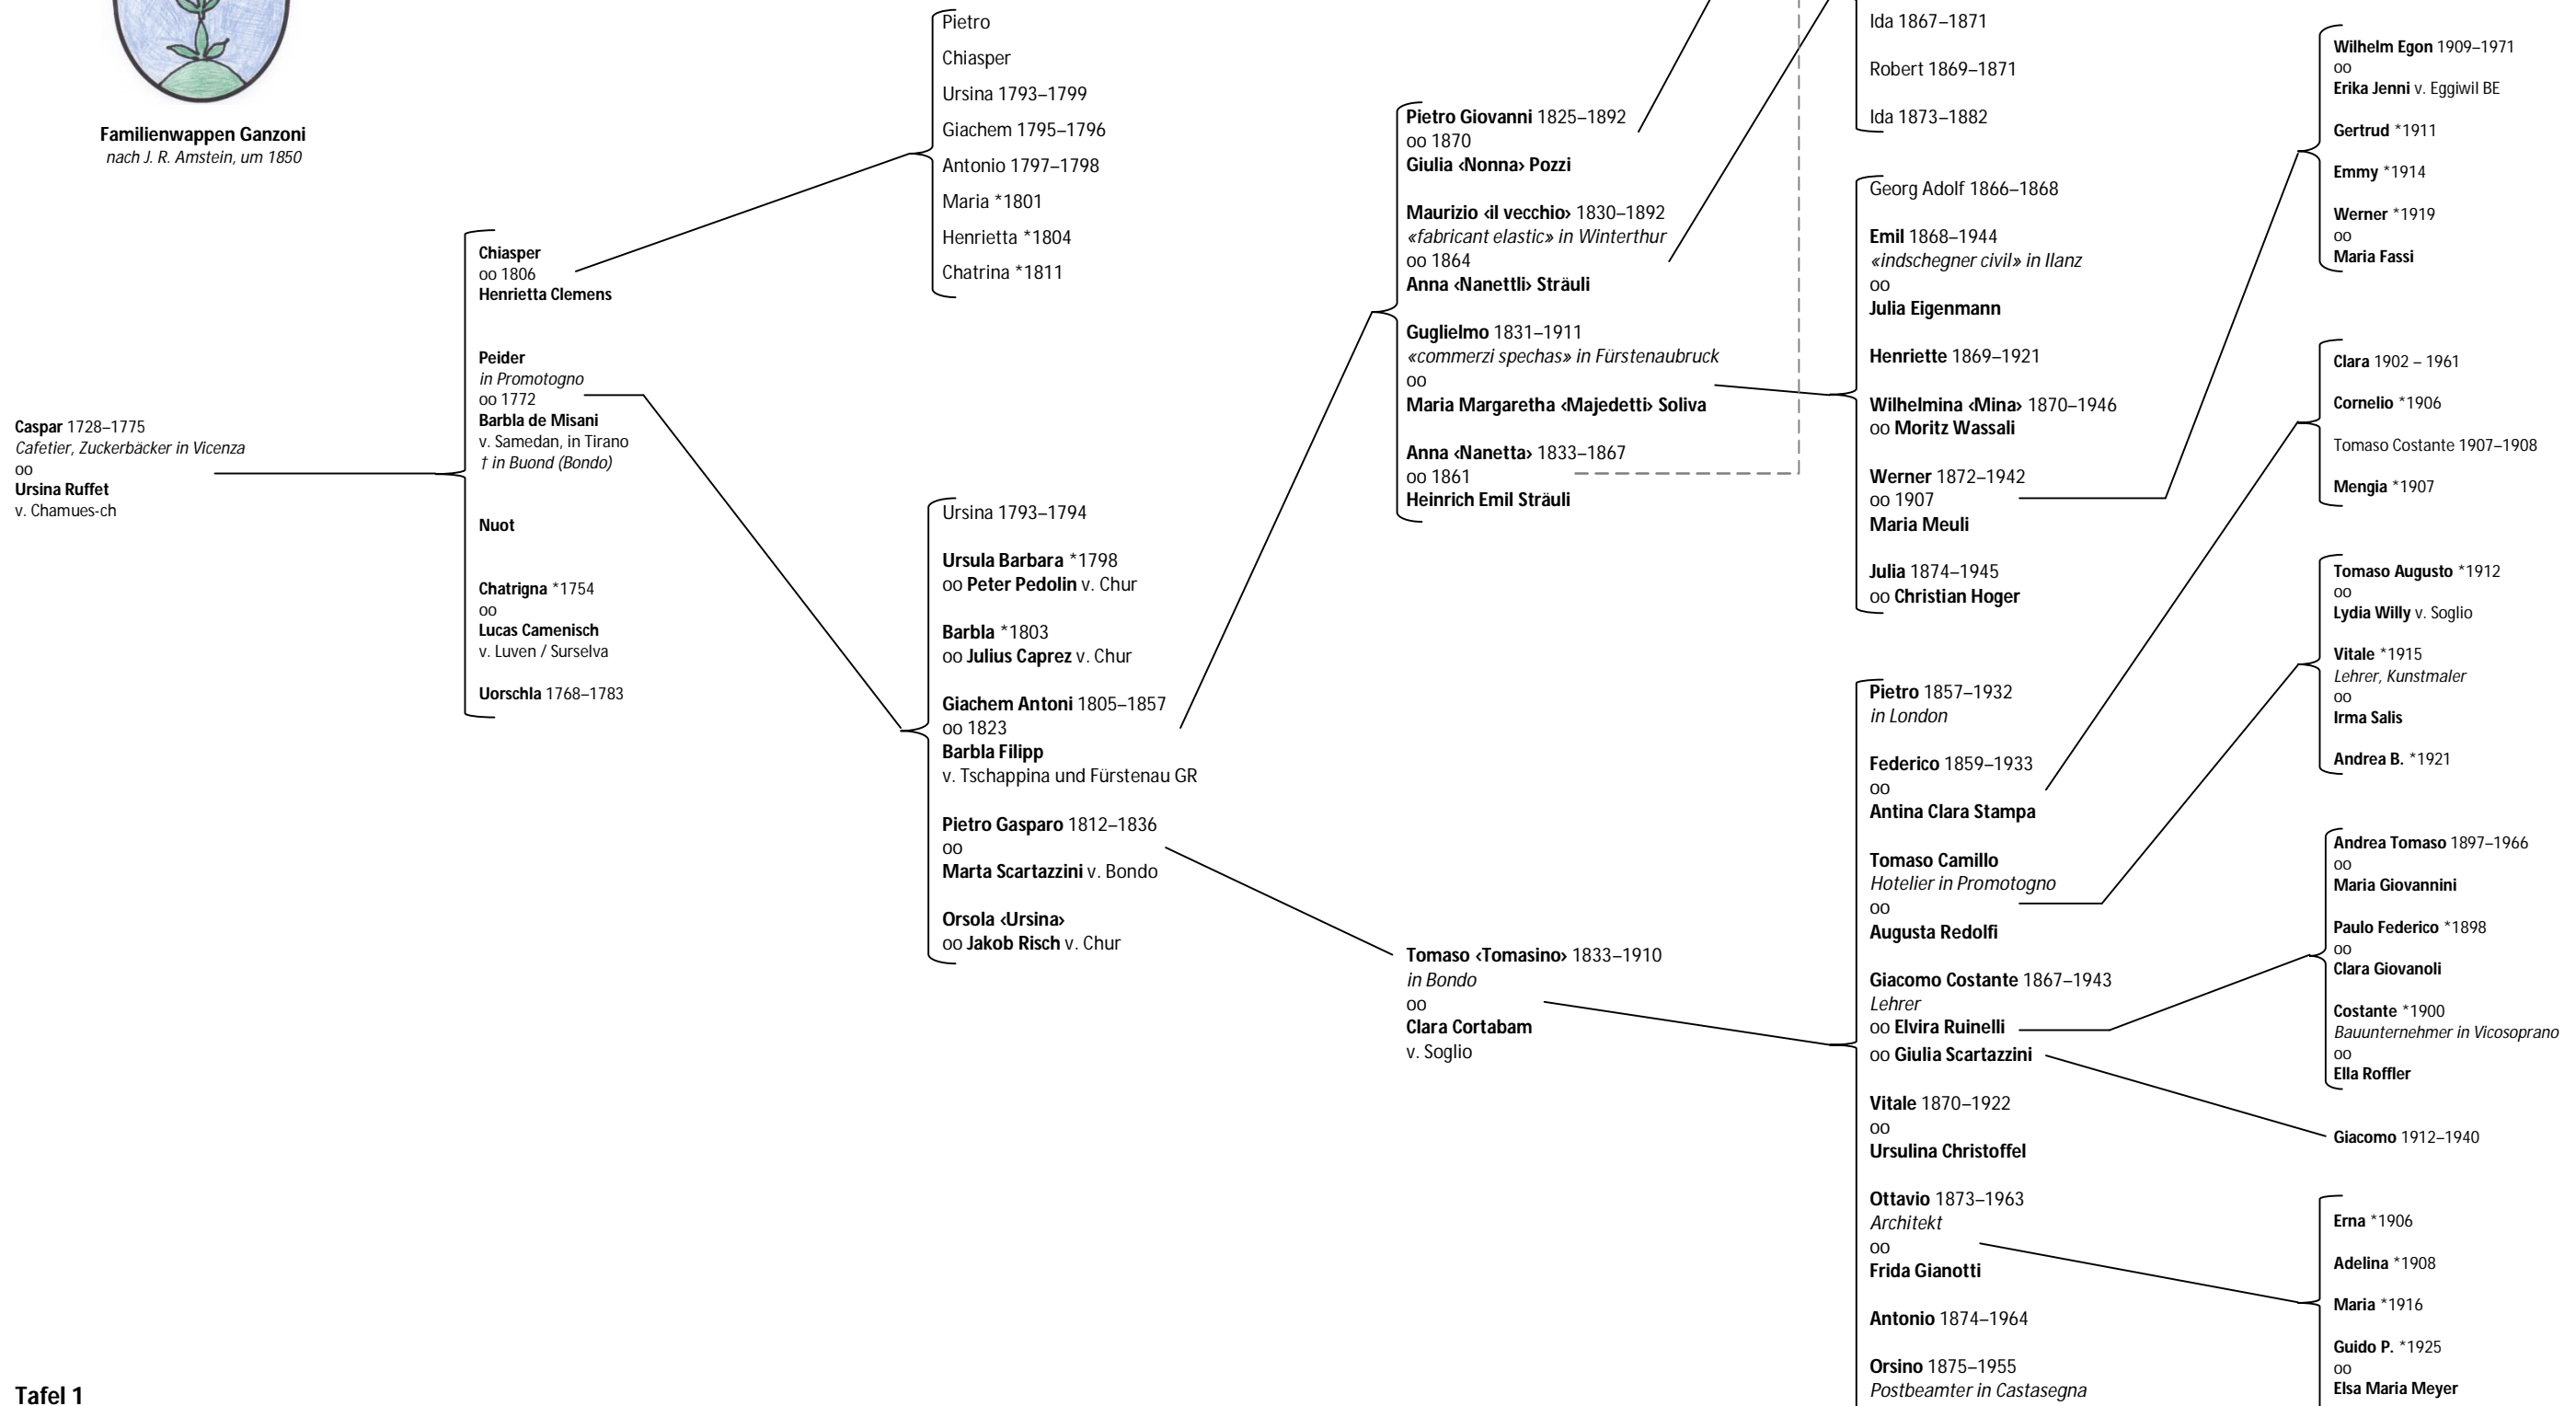 Familienwappen Ganzoni
nach J. R. Amstein, um 1850
Caspar 1728–1775
Cafetier, Zuckerbäcker in Vicenza
oo
Ursina Ruffet
v. Chamues-ch
Tafel 1
Chiasper
oo 1806
Henrietta Clemens
Peider
in Promotogno
oo 1772
Barbla de Misani
v. Samedan, in Tirano
† in Buond (Bondo)
Nuot
Chatrigna *1754
oo
Lucas Camenisch
v. Luven / Surselva
Uorschla 1768–1783
Pietro
Chiasper
Ursina 1793–1799
Giachem 1795–1796
Antonio 1797–1798
Maria *1801
Henrietta *1804
Chatrina *1811
Ursina 1793–1794
Ursula Barbara *1798
oo Peter Pedolin v. Chur
Barbla *1803
oo Julius Caprez v. Chur
Giachem Antoni 1805–1857
oo 1823
Barbla Filipp
v. Tschappina und Fürstenau GR
Pietro Gasparo 1812–1836
oo
Marta Scartazzini v. Bondo
Orsola ‹Ursina›
oo Jakob Risch v. Chur
Pietro Giovanni 1825–1892
oo 1870
Giulia ‹Nonna› Pozzi
Maurizio ‹il vecchio› 1830–1892
«fabricant elastic» in Winterthur
oo 1864
Anna ‹Nanettli› Sträuli
Guglielmo 1831–1911
«commerzi spechas» in Fürstenaubruck
oo
Maria Margaretha ‹Majedetti› Soliva
Anna ‹Nanetta› 1833–1867
oo 1861
Heinrich Emil Sträuli
Tomaso ‹Tomasino› 1833–1910
in Bondo
oo
Clara Cortabam
v. Soglio
Ida 1867–1871
Robert 1869–1871
Ida 1873–1882
Georg Adolf 1866–1868
Emil 1868–1944
«indschegner civil» in Ilanz
oo
Julia Eigenmann
Henriette 1869–1921
Wilhelmina ‹Mina› 1870–1946
oo Moritz Wassali
Werner 1872–1942
oo 1907
Maria Meuli
Julia 1874–1945
oo Christian Hoger
Pietro 1857–1932
in London
Federico 1859–1933
oo
Antina Clara Stampa
Tomaso Camillo
Hotelier in Promotogno
oo
Augusta Redolfi
Giacomo Costante 1867–1943
Lehrer
oo Elvira Ruinelli
oo Giulia Scartazzini
Vitale 1870–1922
oo
Ursulina Christoffel
Ottavio 1873–1963
Architekt
oo
Frida Gianotti
Antonio 1874–1964
Orsino 1875–1955
Postbeamter in Castasegna
Wilhelm Egon 1909–1971
oo
Erika Jenni v. Eggiwil BE
Gertrud *1911
Emmy *1914
Werner *1919
oo
Maria Fassi
Clara 1902 – 1961
Cornelio *1906
Tomaso Costante 1907–1908
Mengia *1907
Tomaso Augusto *1912
oo
Lydia Willy v. Soglio
Vitale *1915
Lehrer, Kunstmaler
oo
Irma Salis
Andrea B. *1921
Andrea Tomaso 1897–1966
oo
Maria Giovannini
Paulo Federico *1898
oo
Clara Giovanoli
Costante *1900
Bauunternehmer in Vicosoprano
oo
Ella Roffler
Giacomo 1912–1940
Erna *1906
Adelina *1908
Maria *1916
Guido P. *1925
oo
Elsa Maria Meyer